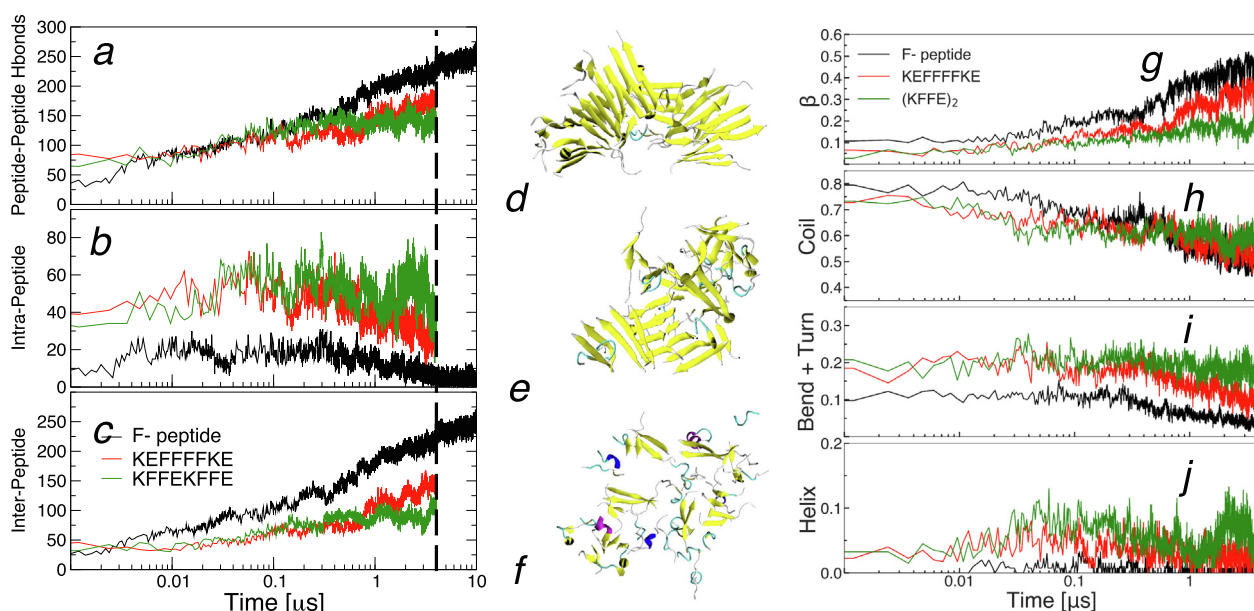 Peptide-Peptide Hbonds
300
250
200
150
100
50
0
a
Intra-Peptide
80
60
40
20
0
b
Inter-Peptide
250
200
150
100
50
0
c
F- peptide
KEFFFFKE
KFFEKFFE
0.01
0.1
1
10
Time [μs]
d
e
f
β
0.6
0.5
0.4
0.3
0.2
0.1
g
F- peptide
KEFFFFKE
(KFFE)2
Coil
0.8
0.7
0.6
0.5
0.4
h
Bend + Turn
0.3
0.2
0.1
i
Helix
0.2
0.1
0.0
j
0.01
0.1
1
Time [μs]